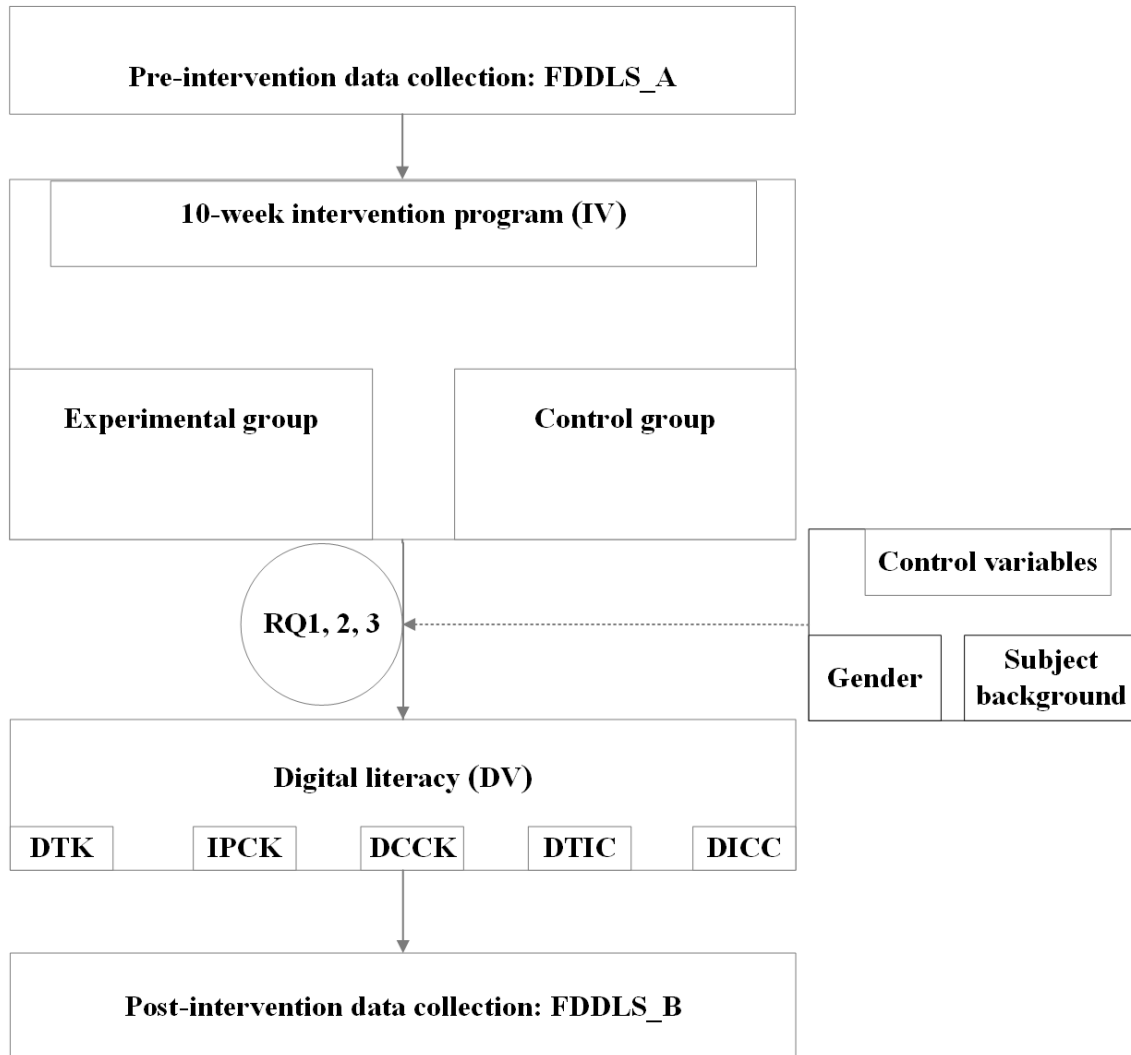 Pre-intervention data collection: FDDLS_A
10-week intervention program (IV)
Experimental group
Control group
Control variables
RQ1, 2, 3
Gender
Subject
background
Digital literacy (DV)
DTK
IPCK
DCCK
DTIC
DICC
Post-intervention data collection: FDDLS_B